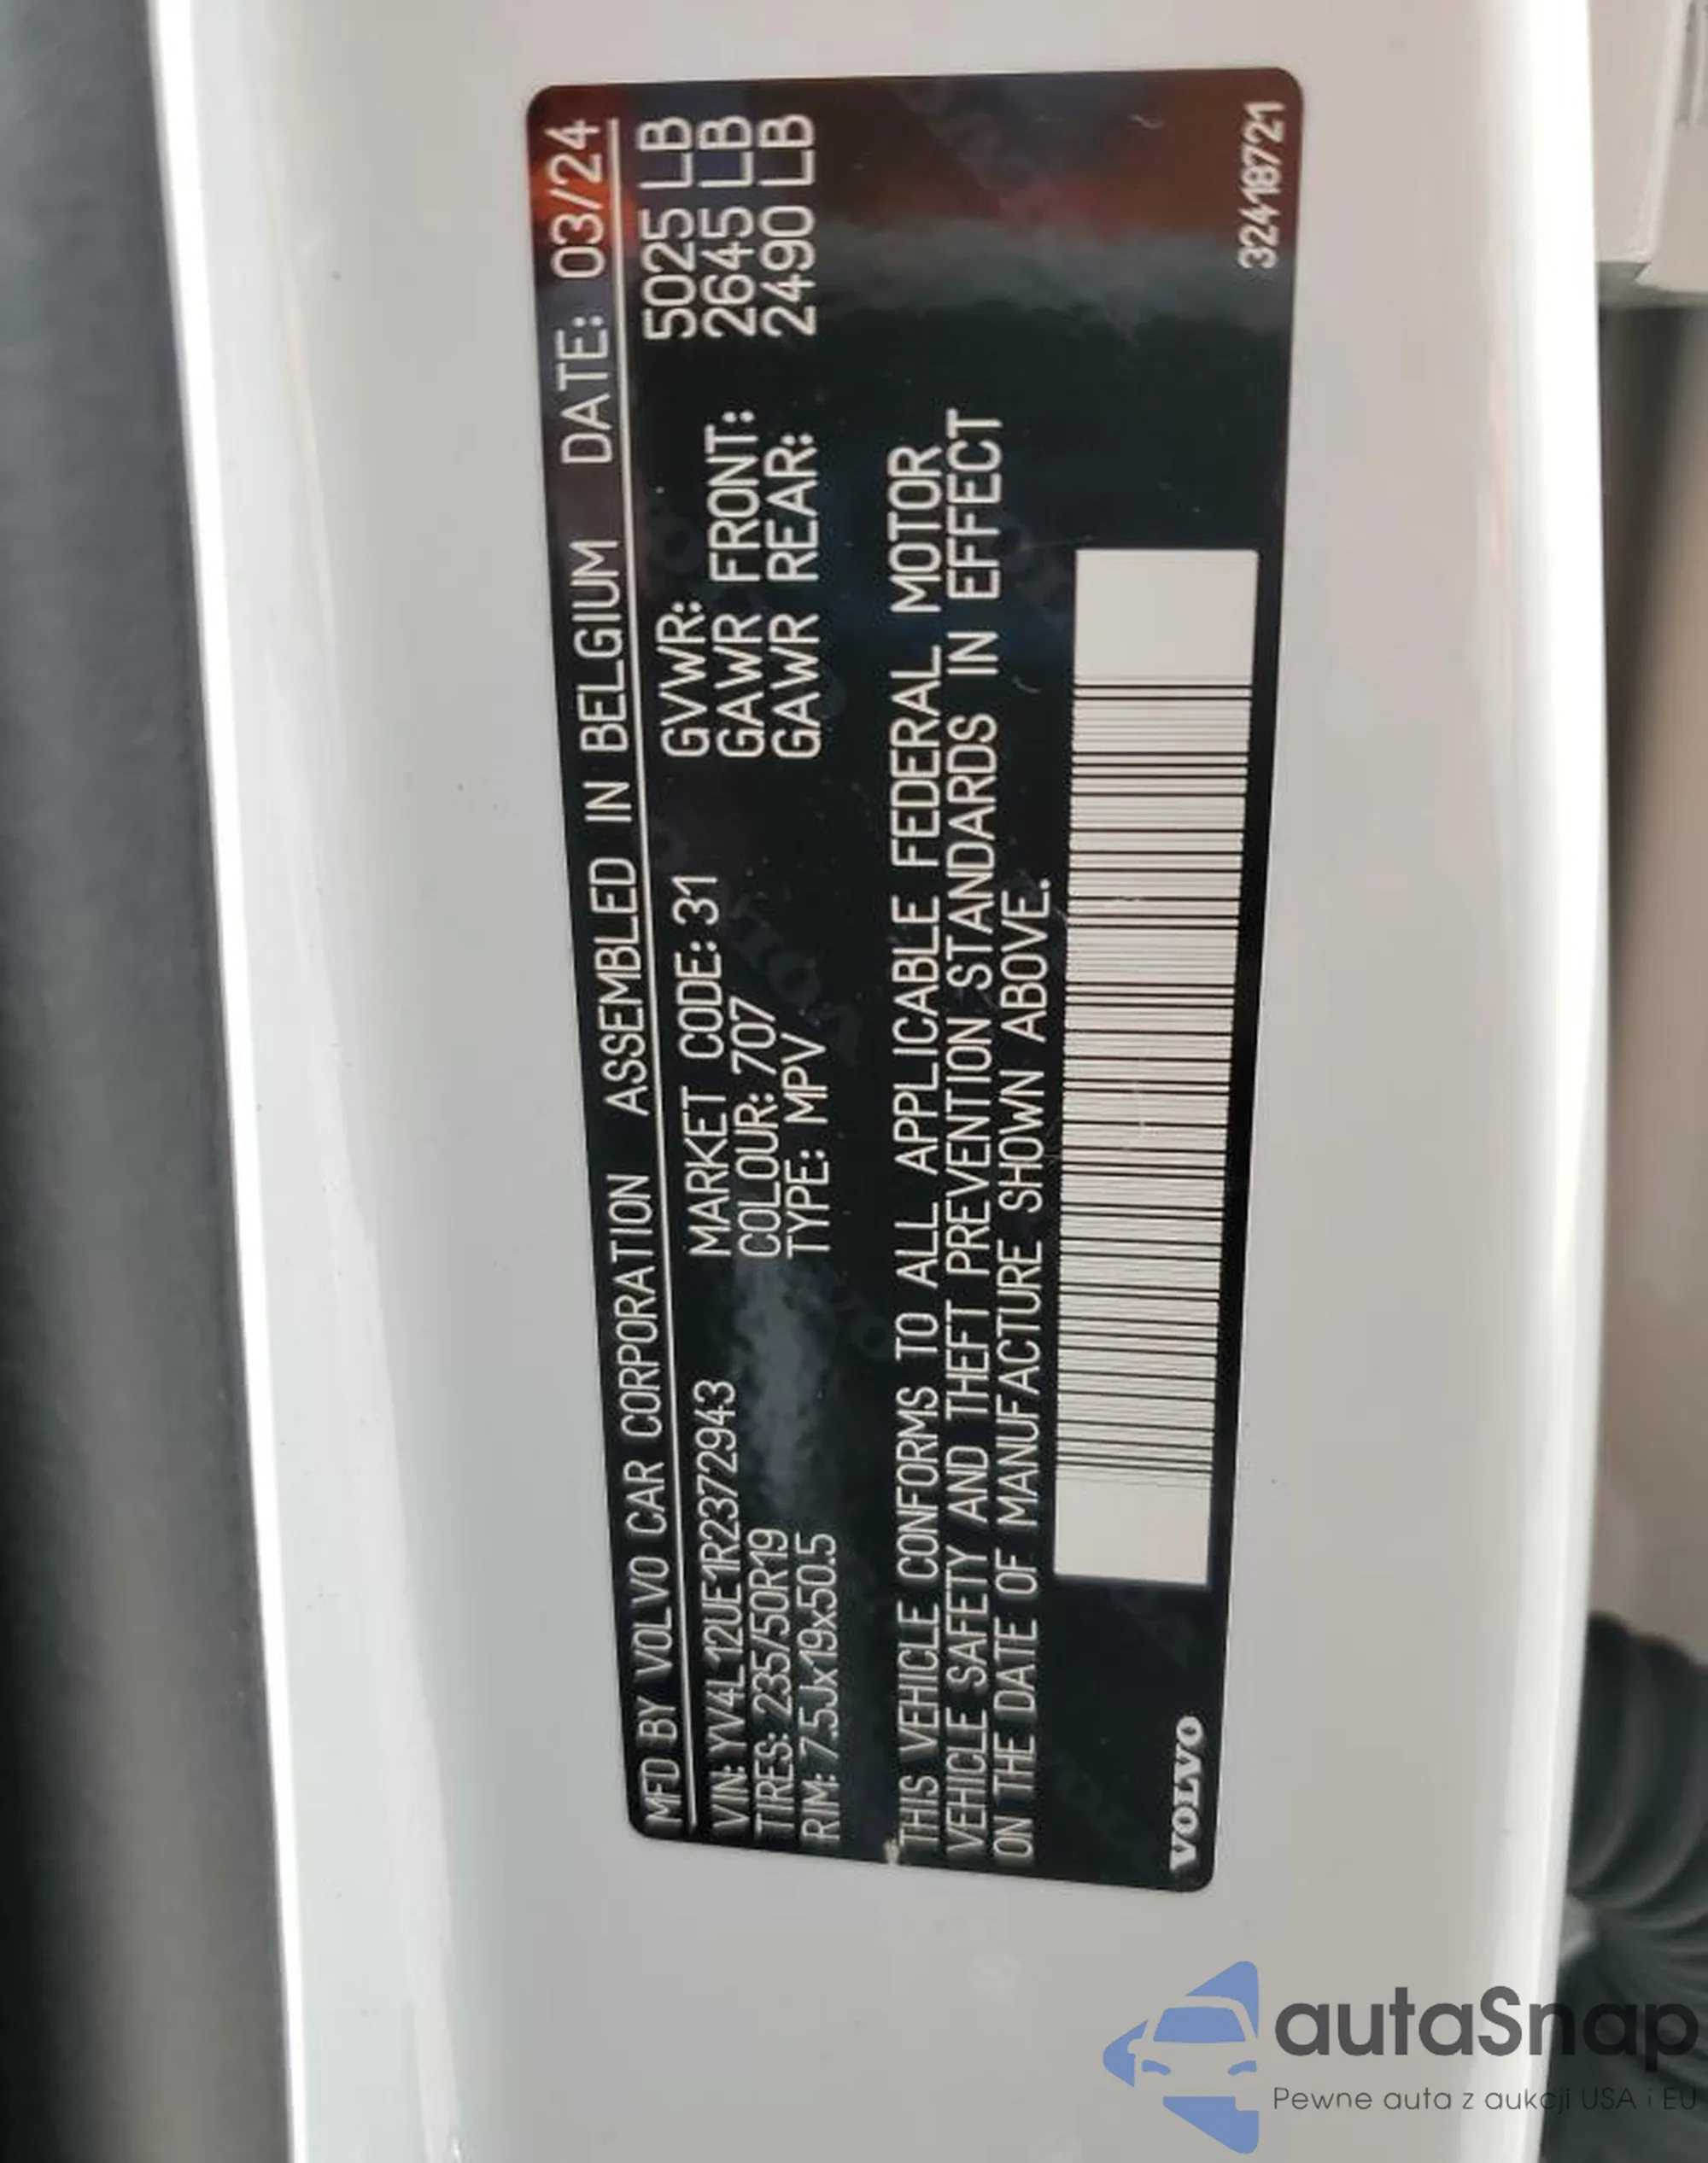 MFD BY VOLVO CAR CORPORATION ASSEMBLED IN BELGIUM DATE: 03/24
VIN: YV4L12UE1R2372943 MARKET CODE: 31 GVWR: 5025 LB
TIRES: 235/50R19 COLOUR: 707 GAWR FRONT: 2645 LB
RIM: 7.5Jx19x50.5 TYPE: MPV GAWR REAR: 2490 LB
THIS VEHICLE CONFORMS TO ALL APPLICABLE FEDERAL MOTOR
VEHICLE SAFETY AND THEFT PREVENTION STANDARDS IN EFFECT
ON THE DATE OF MANUFACTURE SHOWN ABOVE.
VOLVO 32418721
autaSnap
Pewne auta z aukcji USA i EU